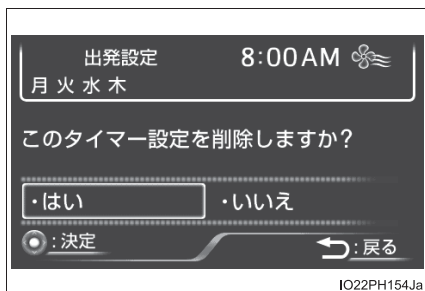 出発設定 8:00AM
月火水木
このタイマー設定を削除しますか？
・はい ・いいえ
:決定 :戻る
IO22PH154Ja